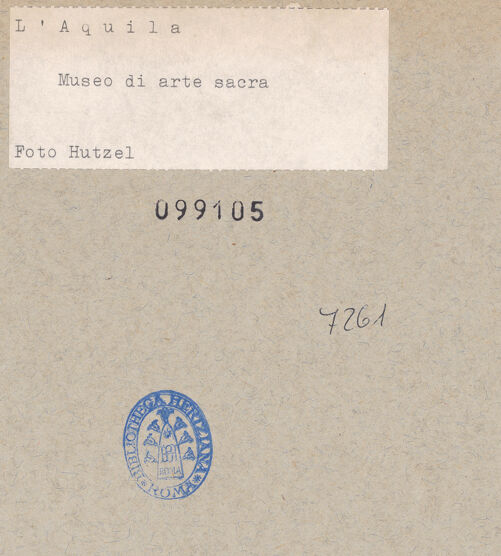 L'Aquila
Museo di arte sacra
Foto Hutzel
099105
7261
BIBLIOTHECA HERTZIANA
* ROMA *